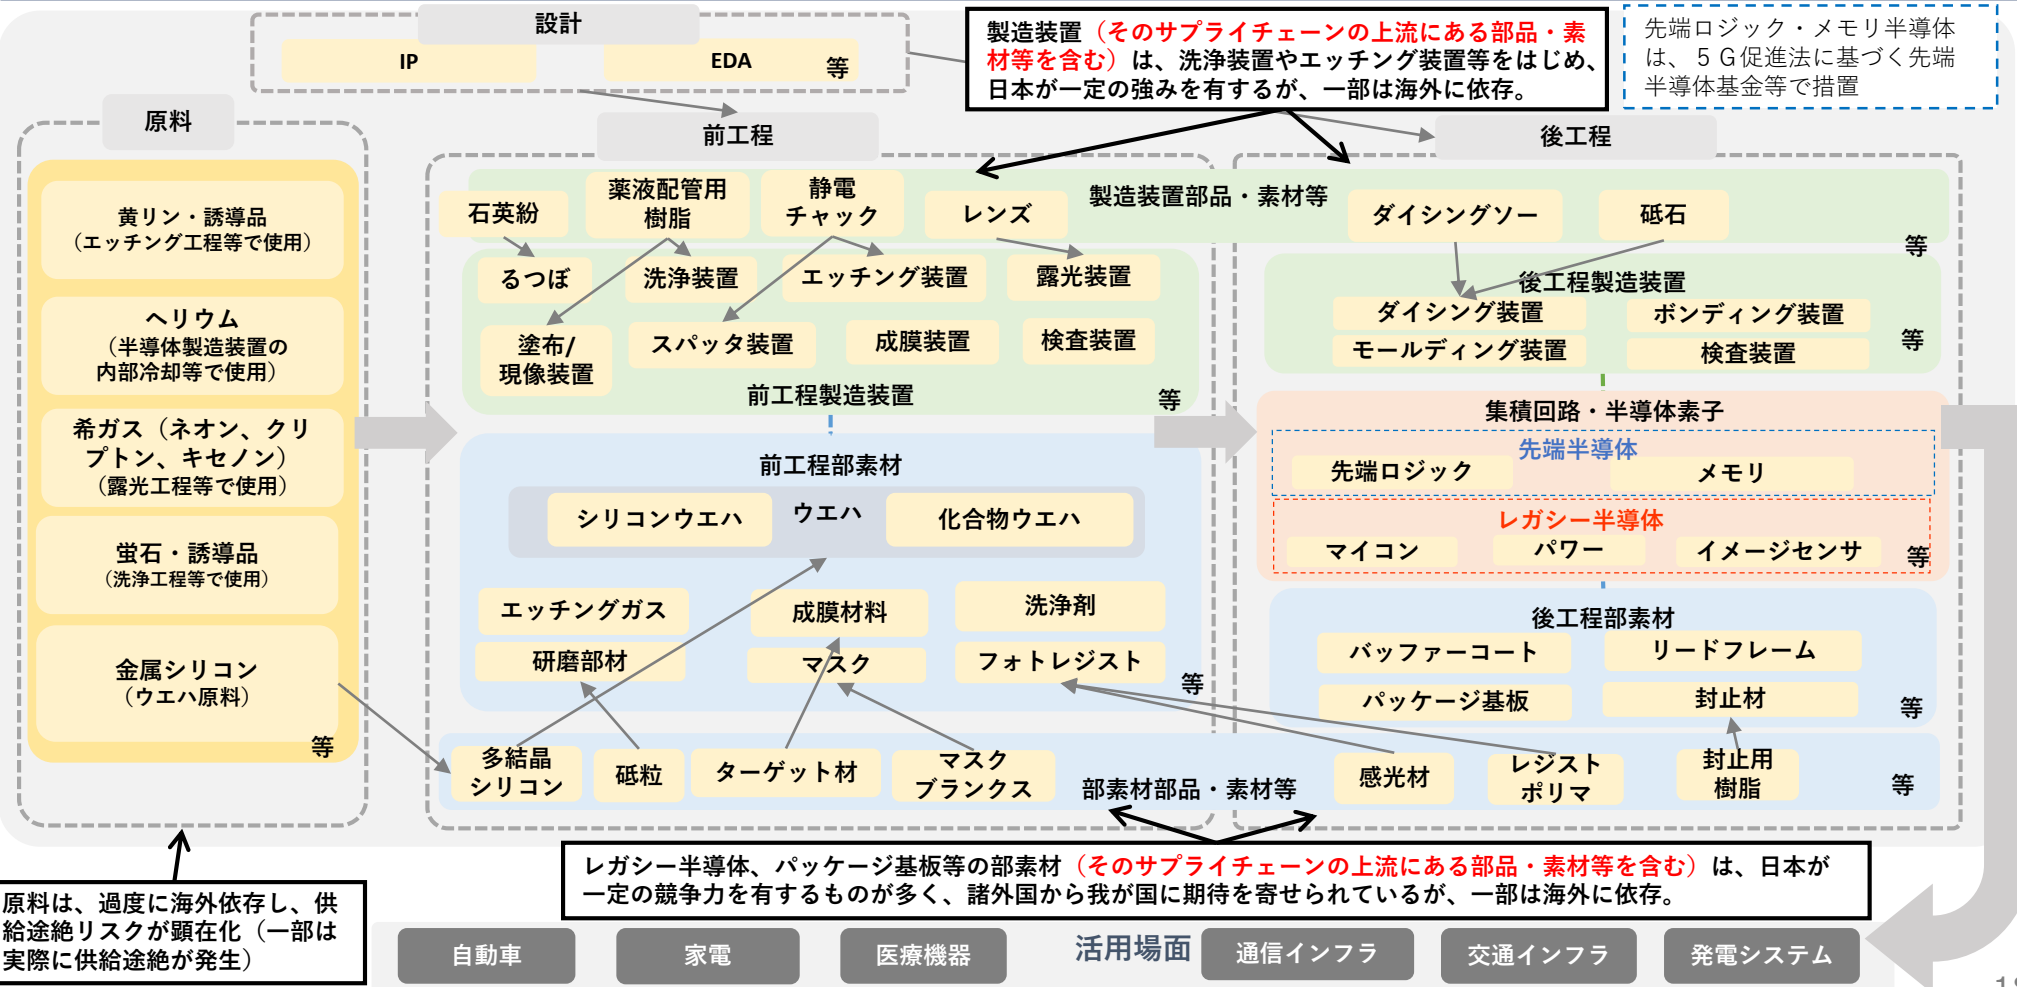 設計
IP
EDA
等
製造装置（そのサプライチェーンの上流にある部品・素
材等を含む）は、洗浄装置やエッチング装置等をはじめ、
日本が一定の強みを有するが、一部は海外に依存。
先端ロジック・メモリ半導体
は、５Ｇ促進法に基づく先端
半導体基金等で措置
原料
黄リン・誘導品
（エッチング工程等で使用）
ヘリウム
（半導体製造装置の
内部冷却等で使用）
希ガス（ネオン、クリ
プトン、キセノン）
（露光工程等で使用）
蛍石・誘導品
（洗浄工程等で使用）
金属シリコン
（ウエハ原料）
等
前工程
石英紛
薬液配管用
樹脂
静電
チャック
レンズ
製造装置部品・素材等
るつぼ
洗浄装置
エッチング装置
露光装置
塗布/
現像装置
スパッタ装置
成膜装置
検査装置
前工程製造装置
等
前工程部素材
シリコンウエハ
ウエハ
化合物ウエハ
エッチングガス
成膜材料
洗浄剤
研磨部材
マスク
フォトレジスト
等
多結晶
シリコン
砥粒
ターゲット材
マスク
ブランクス
部素材部品・素材等
後工程
ダイシングソー
砥石
等
後工程製造装置
ダイシング装置
ボンディング装置
モールディング装置
検査装置
等
集積回路・半導体素子
先端半導体
先端ロジック
メモリ
レガシー半導体
マイコン
パワー
イメージセンサ
等
後工程部素材
バッファーコート
リードフレーム
パッケージ基板
封止材
等
感光材
レジスト
ポリマ
封止用
樹脂
等
レガシー半導体、パッケージ基板等の部素材（そのサプライチェーンの上流にある部品・素材等を含む）は、日本が
一定の競争力を有するものが多く、諸外国から我が国に期待を寄せられているが、一部は海外に依存。
原料は、過度に海外依存し、供
給途絶リスクが顕在化（一部は
実際に供給途絶が発生）
活用場面
自動車
家電
医療機器
通信インフラ
交通インフラ
発電システム